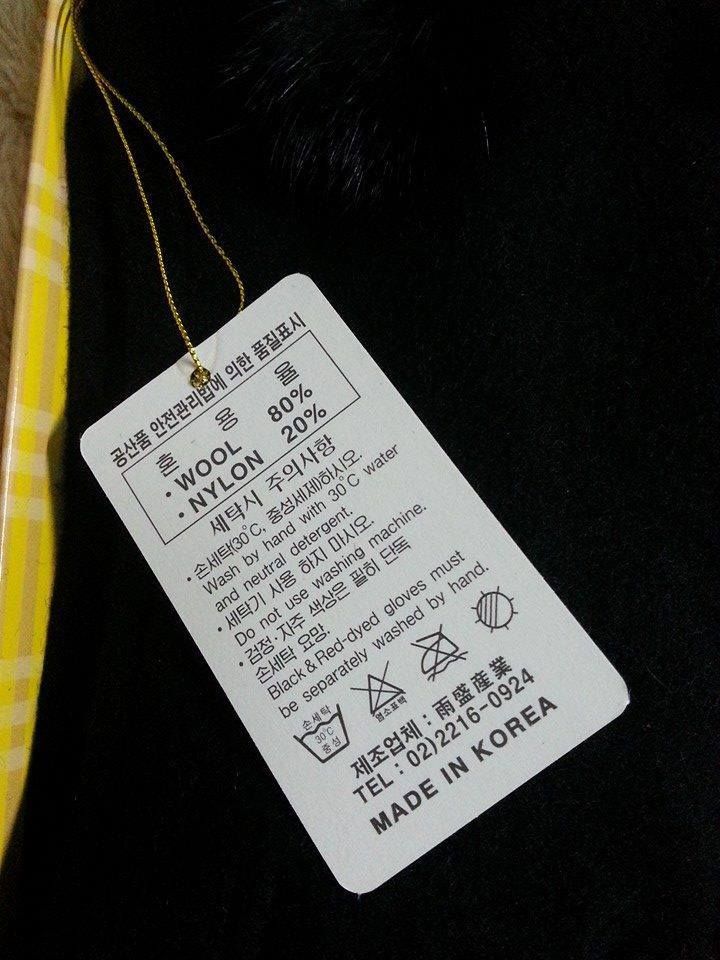 공산품 안전관리법에 의한 품질표시
혼 용 율
· WOOL 80%
· NYLON 20%
세탁시 주의사항
· 손세탁(30℃, 중성세제)하시오.
Wash by hand with 30℃ water
and neutral detergent.
· 세탁기 사용 하지 마시오.
Do not use washing machine.
· 검정·자주 색상은 필히 단독
손세탁 요망.
Black & Red-dyed gloves must
be separately washed by hand.
손세탁
30℃
중성
염소표백
제조업체 : 雨盛産業
TEL : 02)2216-0924
MADE IN KOREA